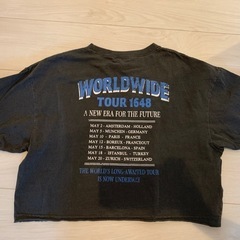 WORLDWIDE
TOUR 1648
A NEW ERA FOR THE FUTURE
MAY 2 - AMSTERDAM - HOLLAND
MAY 5 - MUNCHEN - GERMANY
MAY 10 - PARIS - FRANCE
MAY 12 - BOREUX - FRANCHOUT
MAY 15 - BARCELONA - SPAIN
MAY 18 - ISTANBUL - TURKEY
MAY 20 - ZURICH - SWITZERLAND
THE WORLD'S LONG AWAITED TOUR
IS NOW UNDERWAY